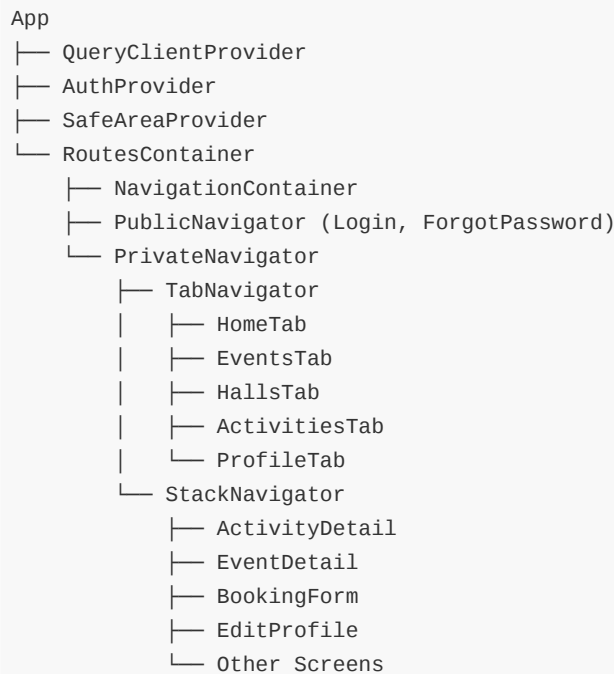 App
├── QueryClientProvider
├── AuthProvider
├── SafeAreaProvider
└── RoutesContainer
    ├── NavigationContainer
    ├── PublicNavigator (Login, ForgotPassword)
    └── PrivateNavigator
        ├── TabNavigator
        │   ├── HomeTab
        │   ├── EventsTab
        │   ├── HallsTab
        │   ├── ActivitiesTab
        │   └── ProfileTab
        └── StackNavigator
            ├── ActivityDetail
            ├── EventDetail
            ├── BookingForm
            ├── EditProfile
            └── Other Screens